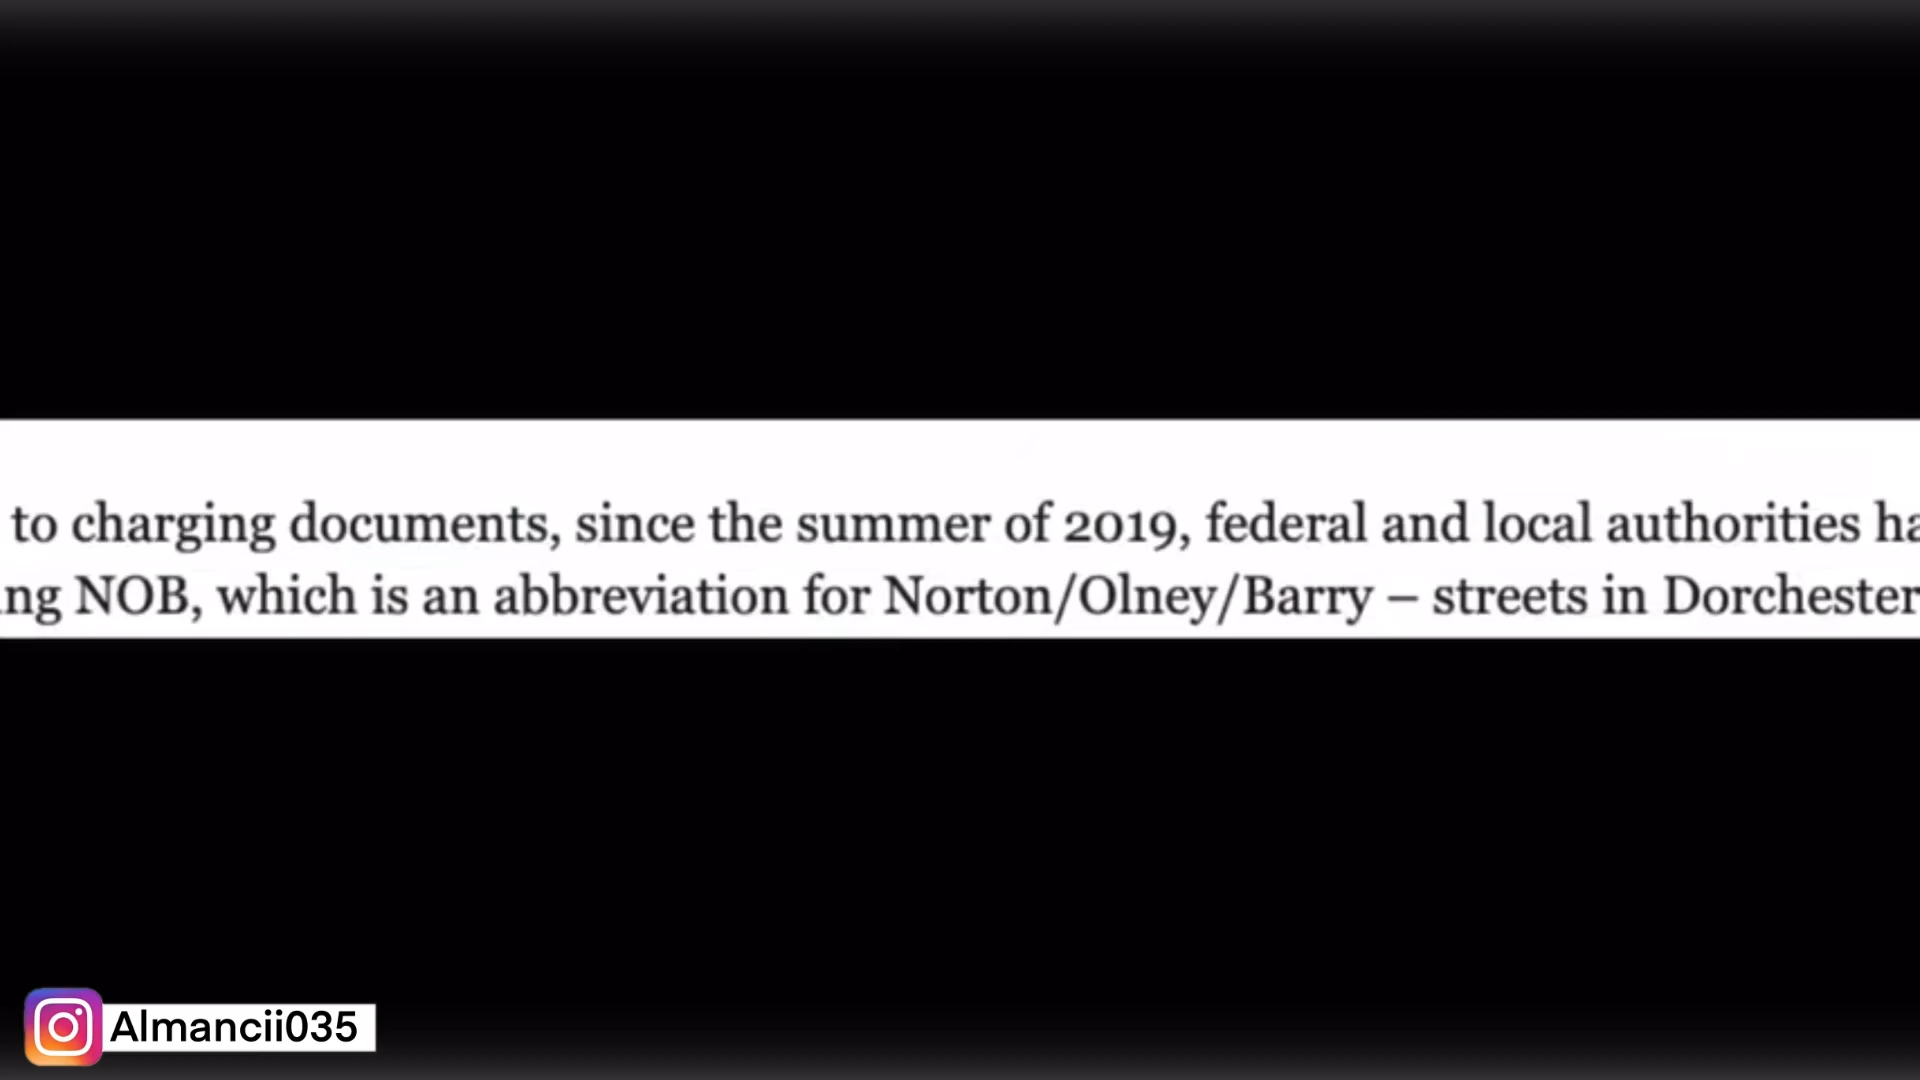 to charging documents, since the summer of 2019, federal and local authorities ha
ng NOB, which is an abbreviation for Norton/Olney/Barry – streets in Dorchester
Almancii035